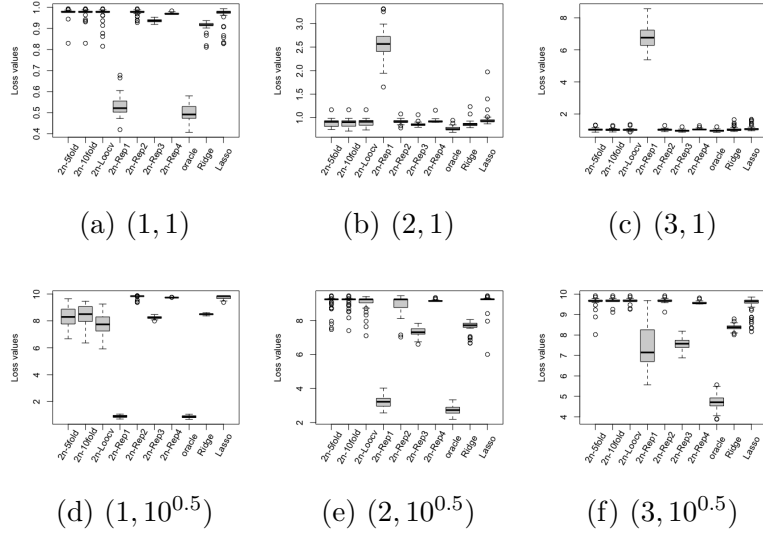 Loss values
1.0
0.9
0.8
0.7
0.6
0.5
0.4
2n-5fold
2n-10fold
2n-Loocv
2n-Rep1
2n-Rep2
2n-Rep3
2n-Rep4
oracle
Ridge
Lasso
(a) (1, 1)
Loss values
3.0
2.5
2.0
1.5
1.0
2n-5fold
2n-10fold
2n-Loocv
2n-Rep1
2n-Rep2
2n-Rep3
2n-Rep4
oracle
Ridge
Lasso
(b) (2, 1)
Loss values
8
6
4
2
2n-5fold
2n-10fold
2n-Loocv
2n-Rep1
2n-Rep2
2n-Rep3
2n-Rep4
oracle
Ridge
Lasso
(c) (3, 1)
Loss values
10
8
6
4
2
2n-5fold
2n-10fold
2n-Loocv
2n-Rep1
2n-Rep2
2n-Rep3
2n-Rep4
oracle
Ridge
Lasso
(d) (1, 10^0.5)
Loss values
8
6
4
2
2n-5fold
2n-10fold
2n-Loocv
2n-Rep1
2n-Rep2
2n-Rep3
2n-Rep4
oracle
Ridge
Lasso
(e) (2, 10^0.5)
Loss values
10
9
8
7
6
5
4
2n-5fold
2n-10fold
2n-Loocv
2n-Rep1
2n-Rep2
2n-Rep3
2n-Rep4
oracle
Ridge
Lasso
(f) (3, 10^0.5)